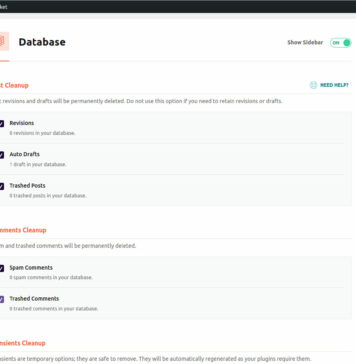 ket
Database
Show Sidebar ON
t Cleanup
NEED HELP?
t revisions and drafts will be permanently deleted. Do not use this option if you need to retain revisions or drafts.
Revisions
0 revisions in your database.
Auto Drafts
1 draft in your database.
Trashed Posts
0 trashed posts in your database.
mments Cleanup
m and trashed comments will be permanently deleted.
Spam Comments
0 spam comments in your database.
Trashed Comments
0 trashed comments in your database.
nsients Cleanup
nsients are temporary options; they are safe to remove. They will be automatically regenerated as your plugins require them.